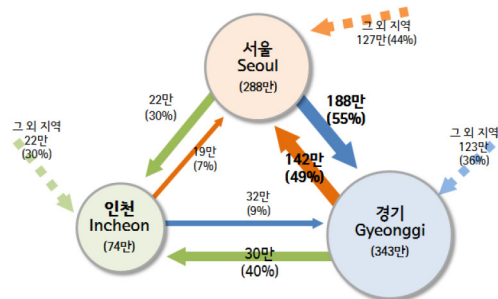 그 외 지역
127만(44%)
서울
Seoul
(288만)
22만
(30%)
188만
(55%)
그 외 지역
22만
(30%)
19만
(7%)
142만
(49%)
그 외 지역
123만
(36%)
인천
Incheon
(74만)
32만
(9%)
경기
Gyeonggi
(343만)
30만
(40%)